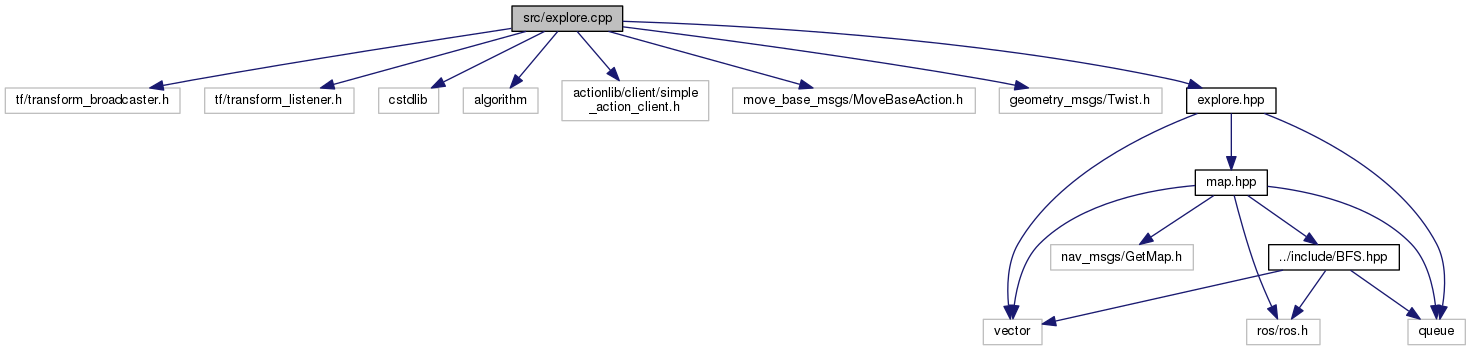 src/explore.cpp
tf/transform_broadcaster.h
tf/transform_listener.h
cstdlib
algorithm
actionlib/client/simple
_action_client.h
move_base_msgs/MoveBaseAction.h
geometry_msgs/Twist.h
explore.hpp
map.hpp
nav_msgs/GetMap.h
../include/BFS.hpp
vector
ros/ros.h
queue